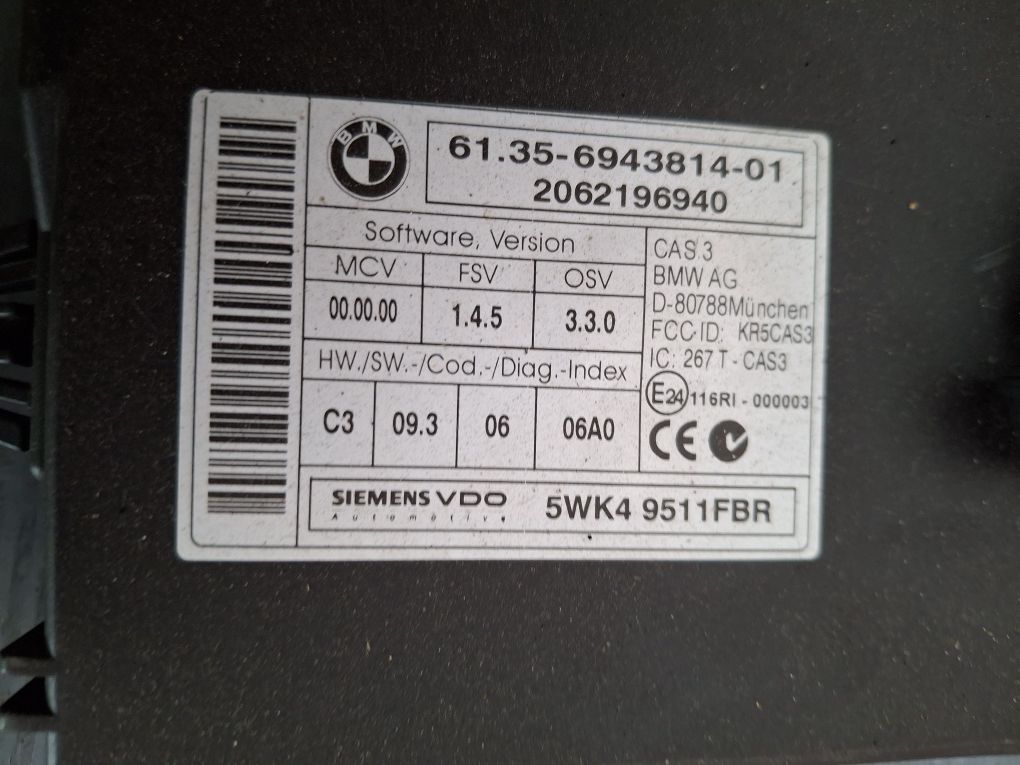 BMW
61.35-6943814-01
2062196940
Software, Version
MCV FSV OSV
00.00.00 1.4.5 3.3.0
HW./SW.-/Cod.-/Diag.-Index
C3 09.3 06 06A0
CAS 3
BMW AG
D-80788München
FCC-ID: KR5CAS3
IC: 267 T - CAS3
E24 116RI - 000003
CE
SIEMENS VDO
Automotive
5WK4 9511FBR